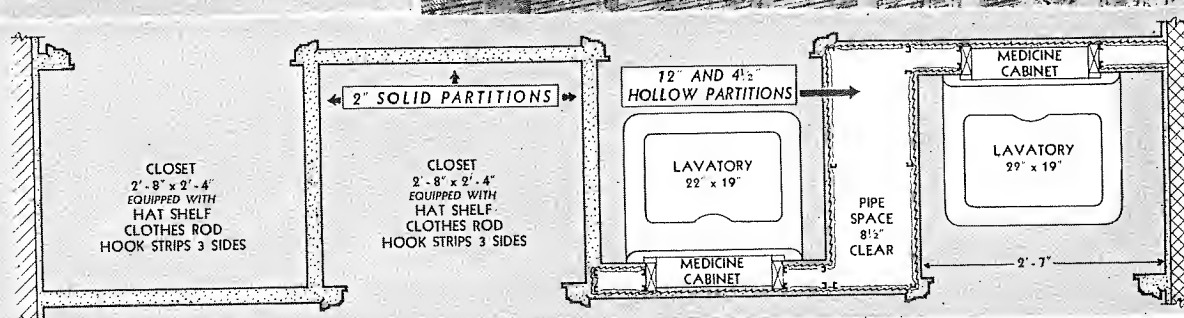 CLOSET
2'-8" x 2'-4"
EQUIPPED WITH
HAT SHELF
CLOTHES ROD
HOOK STRIPS 3 SIDES
2" SOLID PARTITIONS
CLOSET
2'-8" x 2'-4"
EQUIPPED WITH
HAT SHELF
CLOTHES ROD
HOOK STRIPS 3 SIDES
12" AND 4½"
HOLLOW PARTITIONS
LAVATORY
22" x 19"
MEDICINE
CABINET
PIPE
SPACE
8½"
CLEAR
MEDICINE
CABINET
LAVATORY
22" x 19"
2'-7"